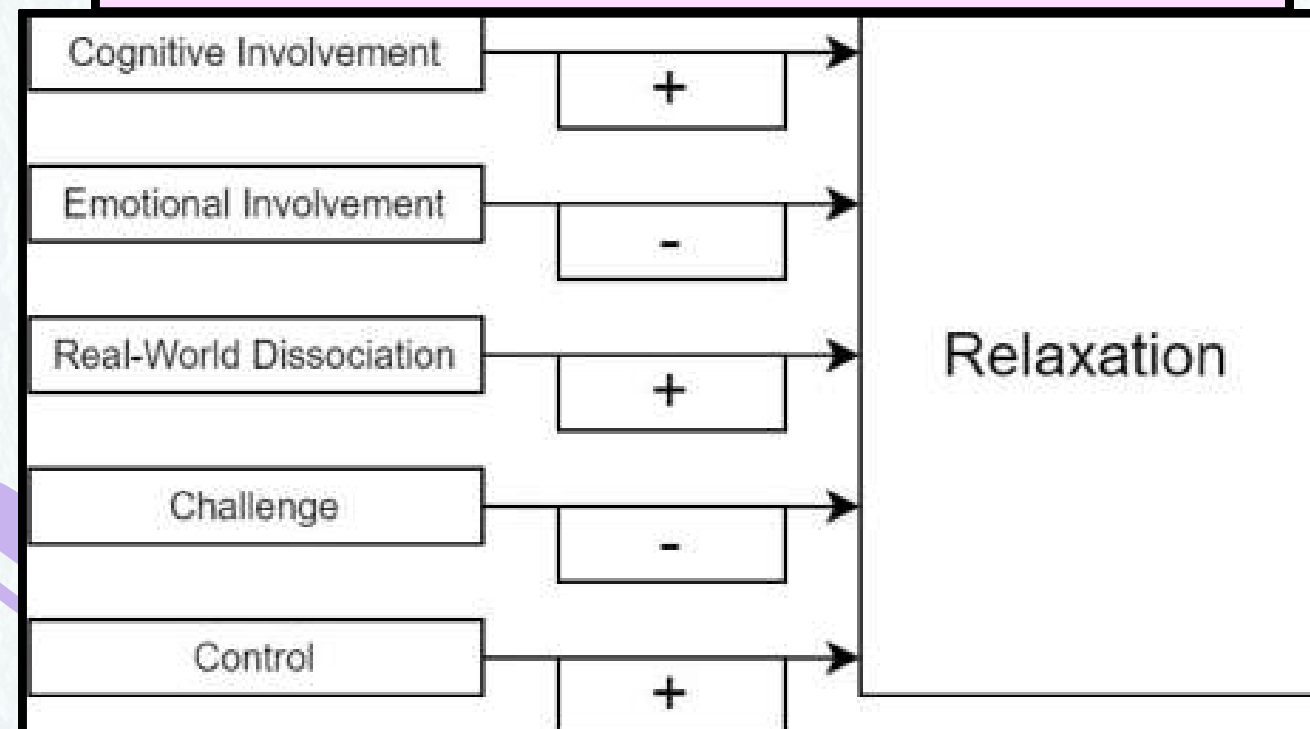 Cognitive Involvement
+
Emotional Involvement
-
Real-World Dissociation
+
Relaxation
Challenge
-
Control
+